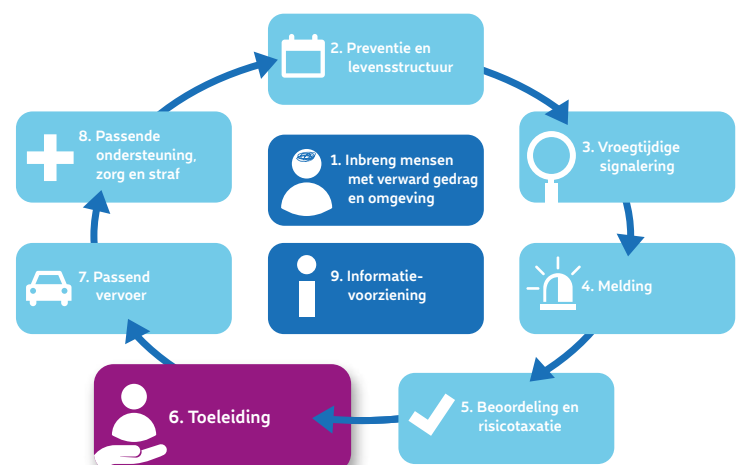 2. Preventie en
levensstructuur
8. Passende
ondersteuning,
zorg en straf
1. Inbreng mensen
met verward gedrag
en omgeving
3. Vroegtijdige
signalering
7. Passend
vervoer
9. Informatie-
voorziening
4. Melding
6. Toeleiding
5. Beoordeling en
risicotaxatie